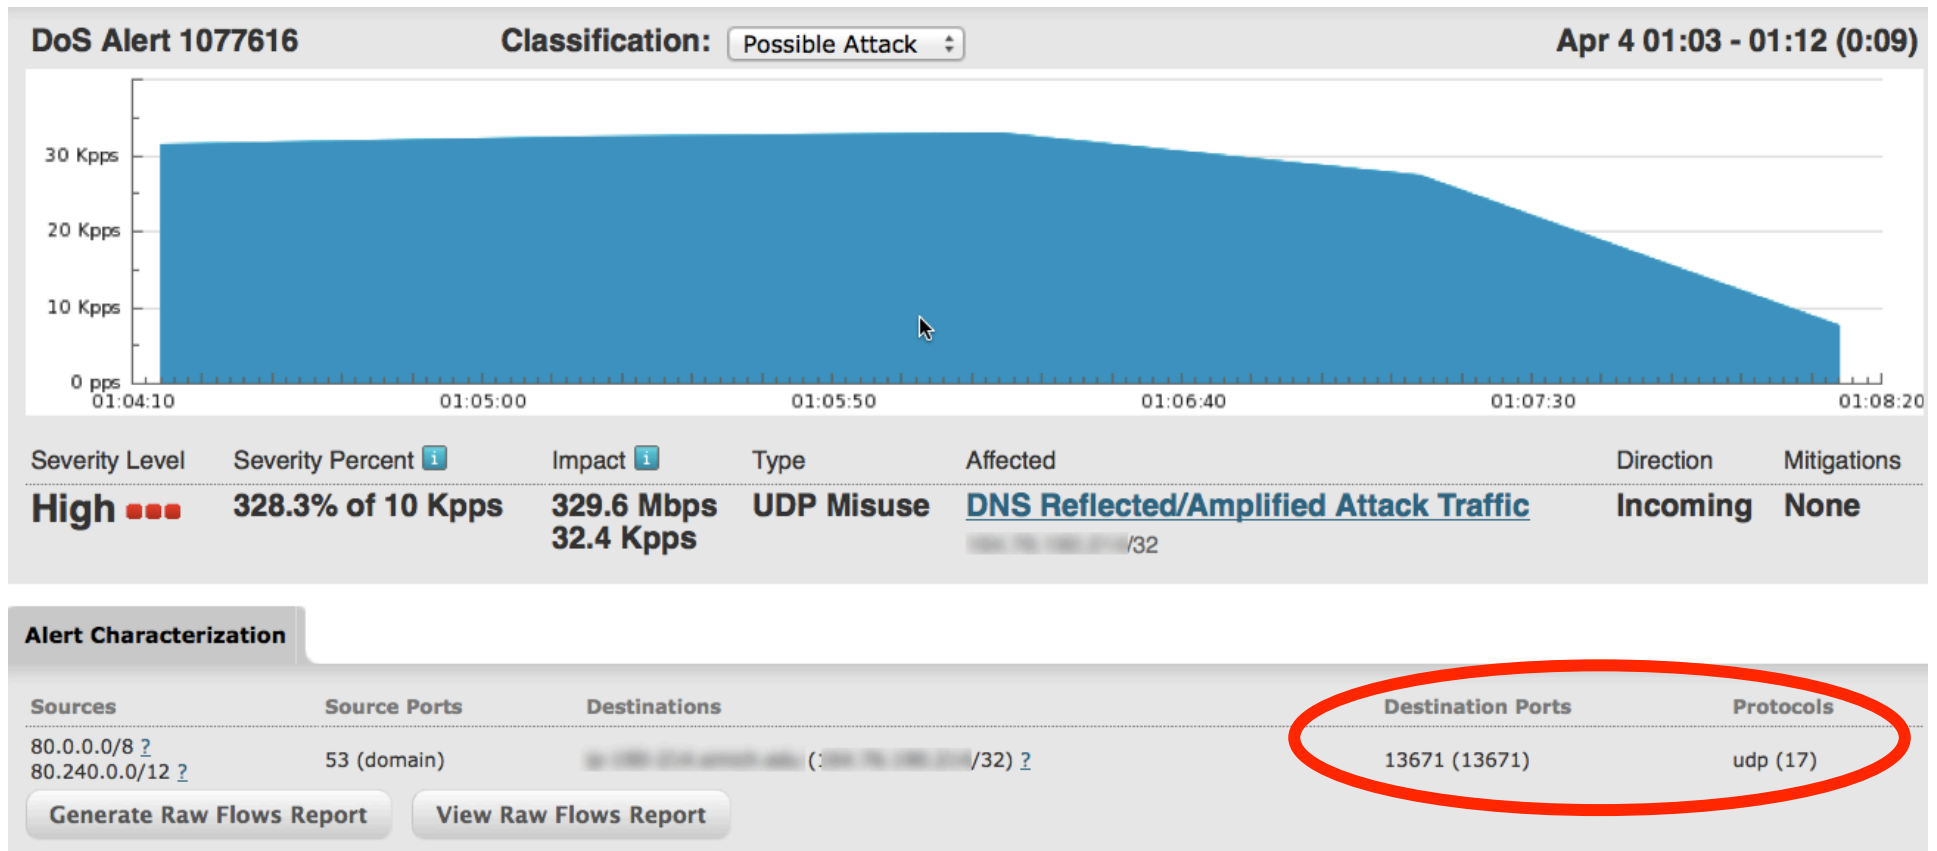 DoS Alert 1077616 Classification: Possible Attack Apr 4 01:03 - 01:12 (0:09)
30 Kpps
20 Kpps
10 Kpps
0 pps
01:04:10 01:05:00 01:05:50 01:06:40 01:07:30 01:08:20
Severity Level Severity Percent i Impact i Type Affected Direction Mitigations
High 328.3% of 10 Kpps 329.6 Mbps UDP Misuse DNS Reflected/Amplified Attack Traffic Incoming None
32.4 Kpps /32
Alert Characterization
Sources Source Ports Destinations Destination Ports Protocols
80.0.0.0/8 ? 53 (domain) ( /32) ? 13671 (13671) udp (17)
80.240.0.0/12 ?
Generate Raw Flows Report View Raw Flows Report